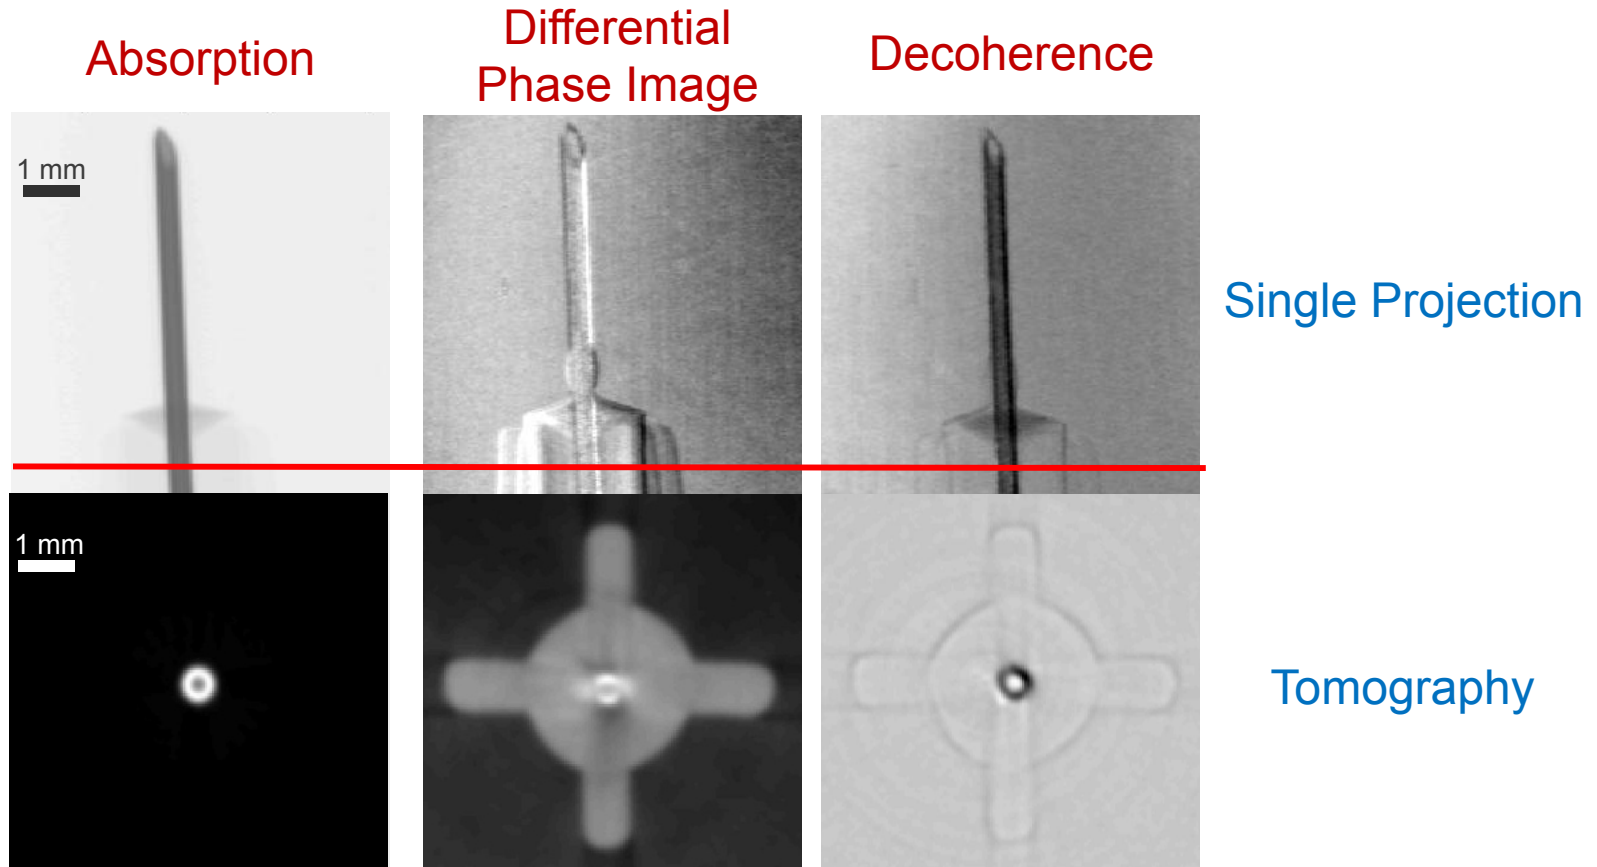 Absorption
Differential
Phase Image
Decoherence
1 mm
Single Projection
1 mm
Tomography